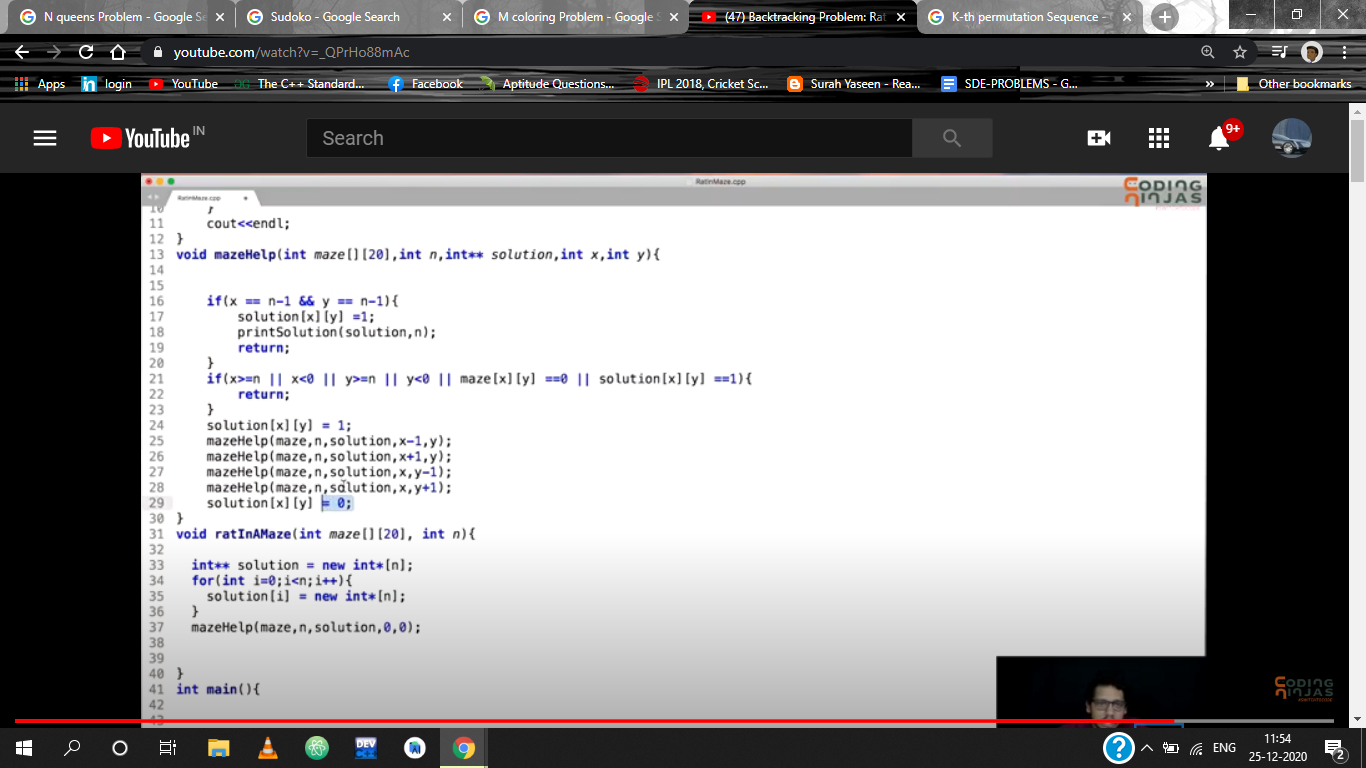 N queens Problem - Google Se
Sudoko - Google Search
M coloring Problem - Google S
(47) Backtracking Problem: Rat
K-th permutation Sequence -
youtube.com/watch?v=_QPrHo88mAc
Apps
login
YouTube
The C++ Standard...
Facebook
Aptitude Questions...
IPL 2018, Cricket Sc...
Surah Yaseen - Rea...
SDE-PROBLEMS - G...
»
Other bookmarks
YouTube IN
Search
9+
RatInMaze.cpp
CODING NINJAS
RatInMaze.cpp
10 }
11 cout<<endl;
12 }
13 void mazeHelp(int maze[][20],int n,int** solution,int x,int y){
14
15
16 if(x == n-1 && y == n-1){
17 solution[x][y] =1;
18 printSolution(solution,n);
19 return;
20 }
21 if(x>=n || x<0 || y>=n || y<0 || maze[x][y] ==0 || solution[x][y] ==1){
22 return;
23 }
24 solution[x][y] = 1;
25 mazeHelp(maze,n,solution,x-1,y);
26 mazeHelp(maze,n,solution,x+1,y);
27 mazeHelp(maze,n,solution,x,y-1);
28 mazeHelp(maze,n,solution,x,y+1);
29 solution[x][y] = 0;
30 }
31 void ratInAMaze(int maze[][20], int n){
32
33 int** solution = new int*[n];
34 for(int i=0;i<n;i++){
35 solution[i] = new int*[n];
36 }
37 mazeHelp(maze,n,solution,0,0);
38
39
40 }
41 int main(){
42
43
CODING NINJAS
DEV
ENG
11:54
25-12-2020
2